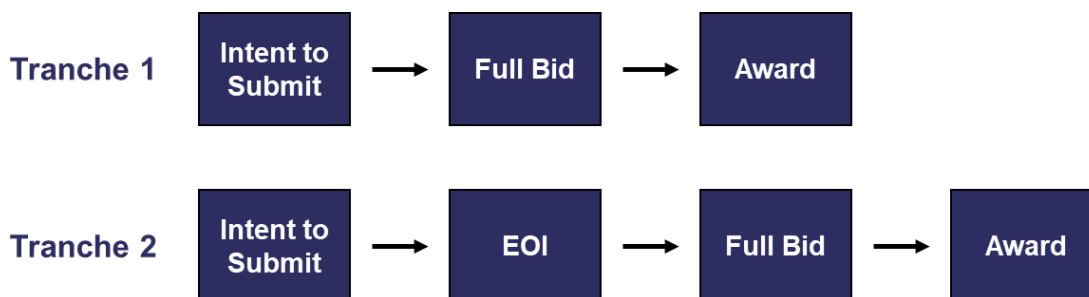 Tranche 1
Intent to
Submit
Full Bid
Award
Tranche 2
Intent to
Submit
EOI
Full Bid
Award